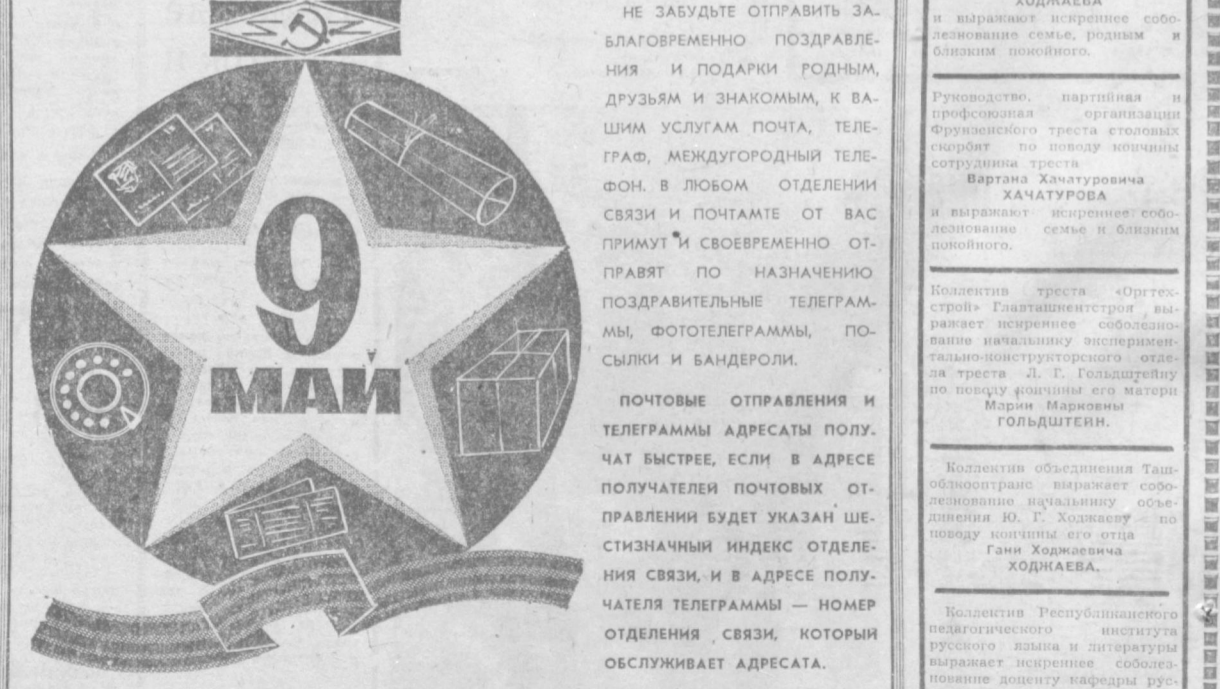 9
МАЙ
НЕ ЗАБУДЬТЕ ОТПРАВИТЬ ЗА-
БЛАГОВРЕМЕННО ПОЗДРАВЛЕ-
НИЯ И ПОДАРКИ РОДНЫМ,
ДРУЗЬЯМ И ЗНАКОМЫМ, К ВА-
ШИМ УСЛУГАМ ПОЧТА, ТЕЛЕ-
ГРАФ, МЕЖДУГОРОДНЫЙ ТЕЛЕ-
ФОН. В ЛЮБОМ ОТДЕЛЕНИИ
СВЯЗИ И ПОЧТАМТЕ ОТ ВАС
ПРИМУТ И СВОЕВРЕМЕННО ОТ-
ПРАВЯТ ПО НАЗНАЧЕНИЮ
ПОЗДРАВИТЕЛЬНЫЕ ТЕЛЕГРАМ-
МЫ, ФОТОТЕЛЕГРАММЫ, ПО-
СЫЛКИ И БАНДЕРОЛИ.
ПОЧТОВЫЕ ОТПРАВЛЕНИЯ И
ТЕЛЕГРАММЫ АДРЕСАТЫ ПОЛУ-
ЧАТ БЫСТРЕЕ, ЕСЛИ В АДРЕСЕ
ПОЛУЧАТЕЛЕЙ ПОЧТОВЫХ ОТ-
ПРАВЛЕНИЙ БУДЕТ УКАЗАН ШЕ-
СТИЗНАЧНЫЙ ИНДЕКС ОТДЕЛЕ-
НИЯ СВЯЗИ, И В АДРЕСЕ ПОЛУ-
ЧАТЕЛЯ ТЕЛЕГРАММЫ — НОМЕР
ОТДЕЛЕНИЯ СВЯЗИ, КОТОРЫЙ
ОБСЛУЖИВАЕТ АДРЕСАТА.
ХОДЖАЕВА
и выражают искреннее собо-
лезнование семье, родным и
близким покойного.
Руководство, партийная и
профсоюзная организации
Фрунзенского треста столовых
скорбят по поводу кончины
сотрудника треста
Вартана Хачатуровича
ХАЧАТУРОВА
и выражают искреннее собо-
лезнование семье и близким
покойного.
Коллектив треста «Оргтех-
строй» Главташкентстроя вы-
ражает искреннее соболезно-
вание начальнику эксперимен-
тально-конструкторского отде-
ла треста Л. Г. Гольдштейну
по поводу кончины его матери
Марии Марковны
ГОЛЬДШТЕЙН.
Коллектив объединения Таш-
облкооптранс выражает собо-
лезнование начальнику объе-
динения Ю. Г. Ходжаеву по
поводу кончины его отца
Гани Ходжаевича
ХОДЖАЕВА.
Коллектив Республиканского
педагогического института
русского языка и литературы
выражает искреннее соболез-
нование доценту кафедры рус-